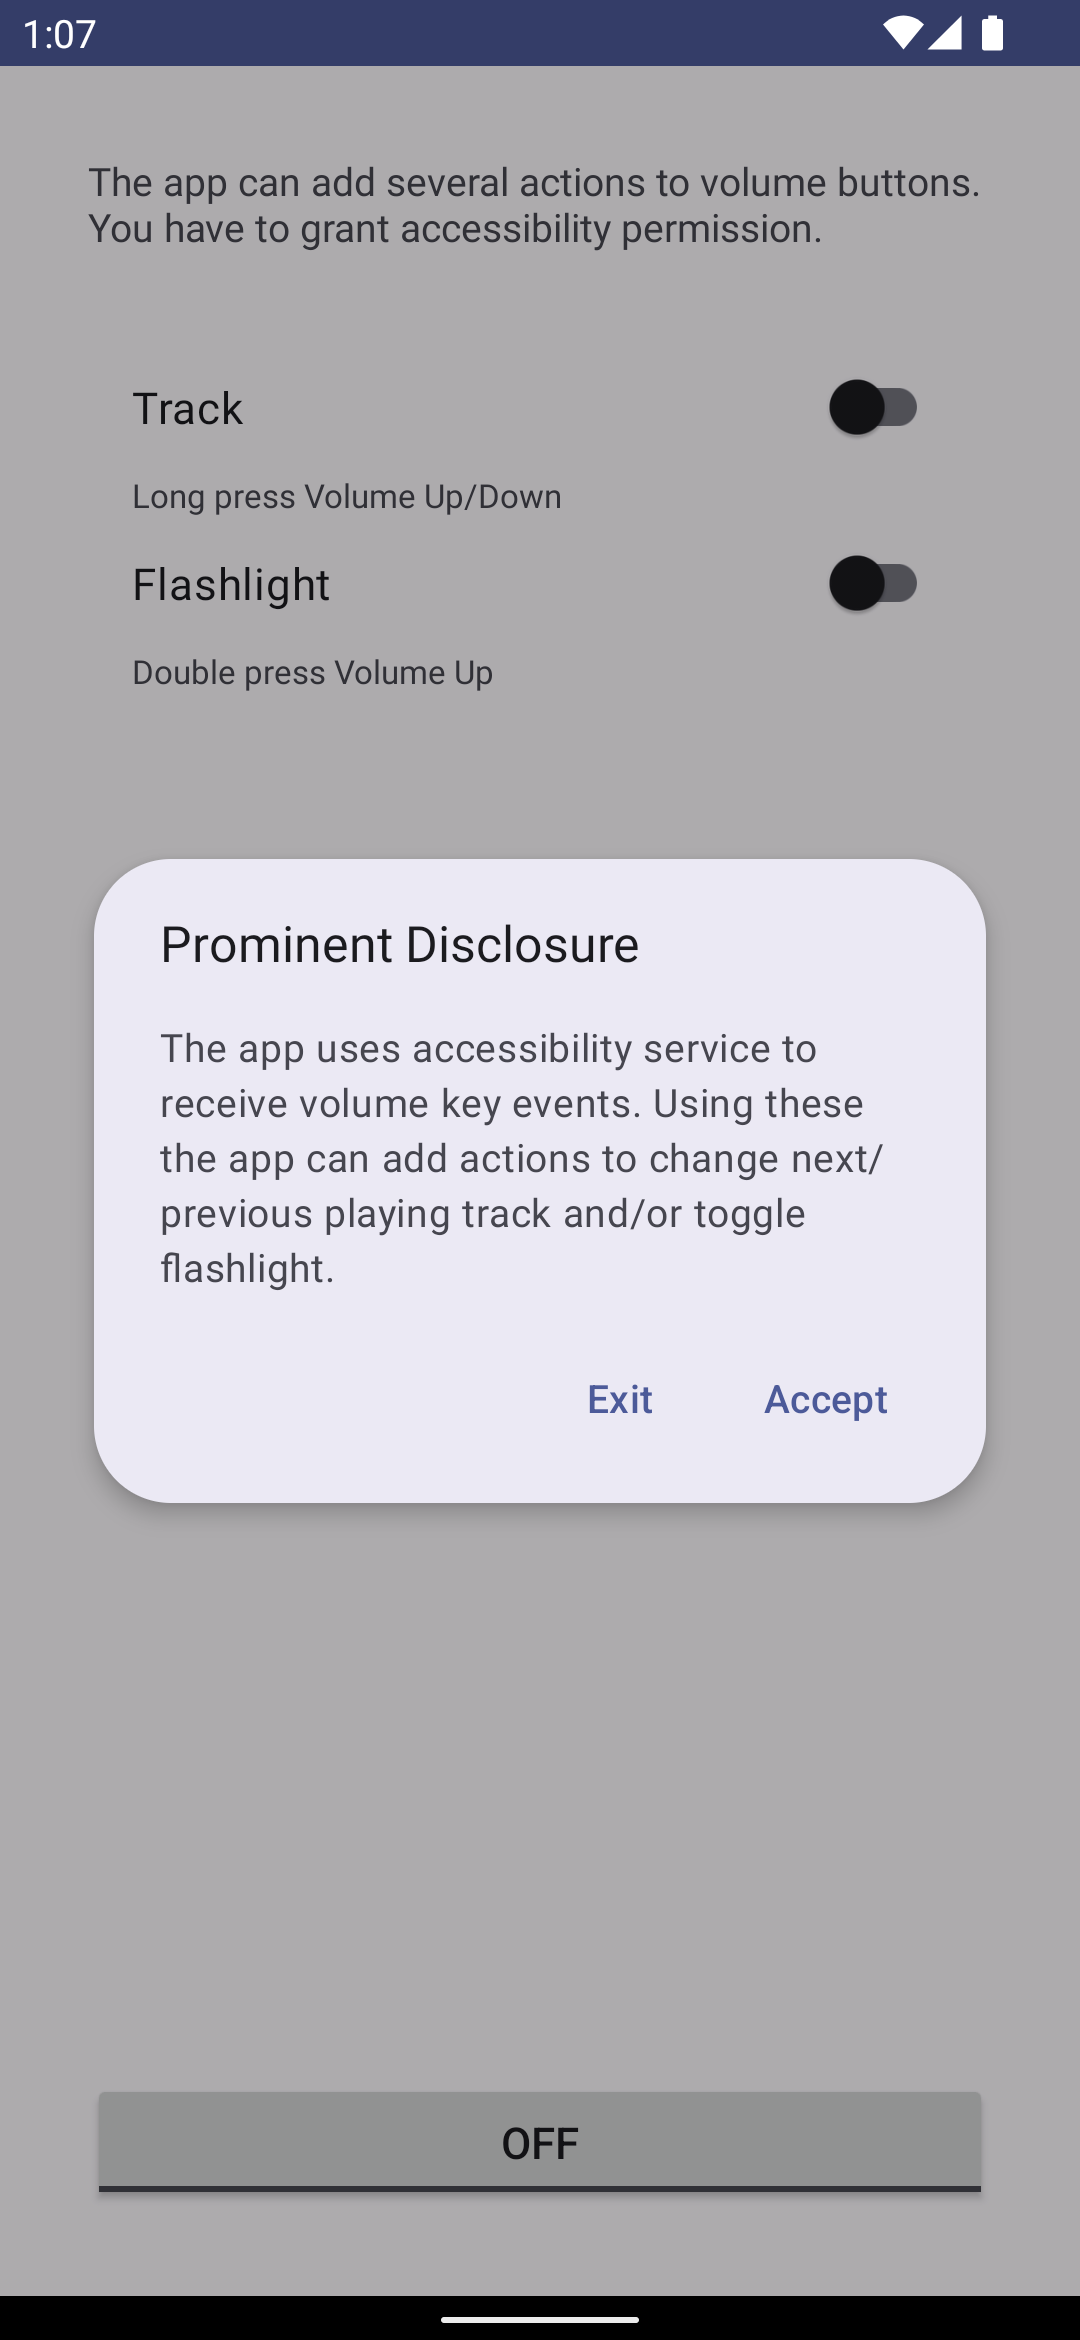 1:07
The app can add several actions to volume buttons.
You have to grant accessibility permission.
Track
Long press Volume Up/Down
Flashlight
Double press Volume Up
Prominent Disclosure
The app uses accessibility service to
receive volume key events. Using these
the app can add actions to change next/
previous playing track and/or toggle
flashlight.
Exit
Accept
OFF